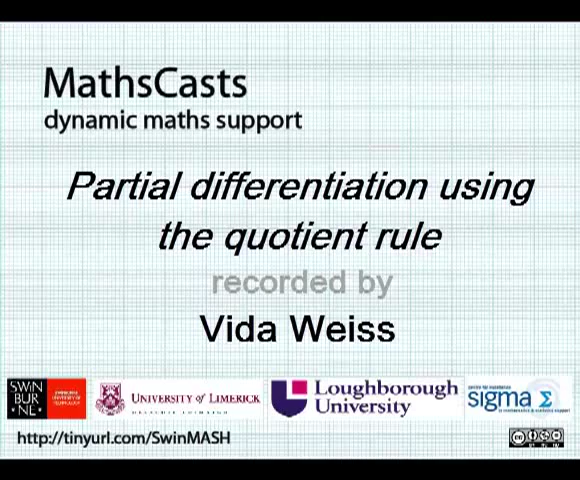 MathsCasts
dynamic maths support
Partial differentiation using
the quotient rule
recorded by
Vida Weiss
SWIN
BUR
NE
UNIVERSITY OF LIMERICK
Loughborough
University
sigma
http://tinyurl.com/SwinMASH